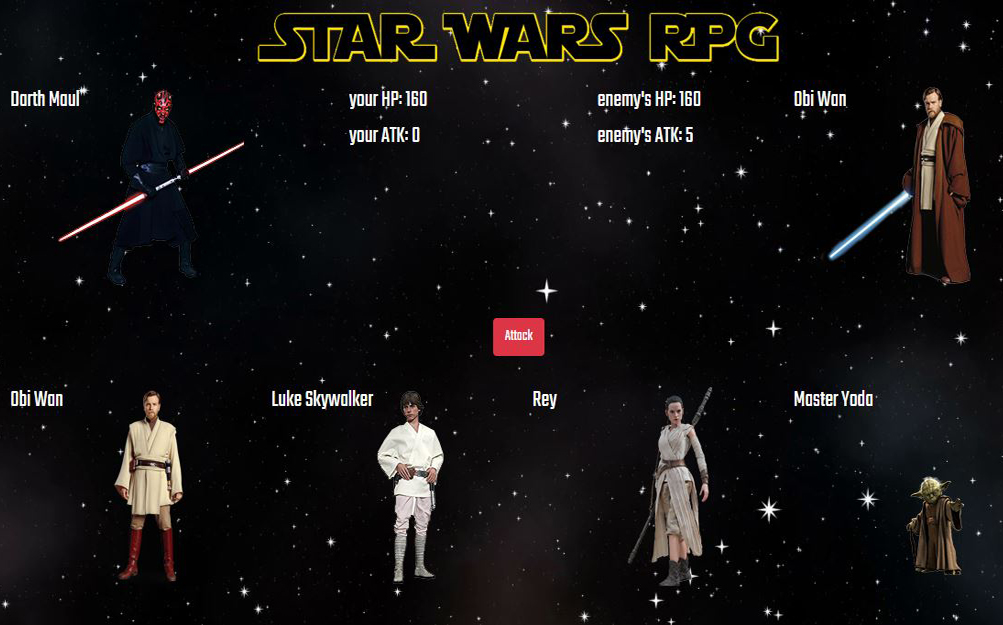 STAR WARS RPG
Darth Maul
your HP: 160
enemy's HP: 160
Obi Wan
your ATK: 0
enemy's ATK: 5
Attack
Obi Wan
Luke Skywalker
Rey
Master Yoda